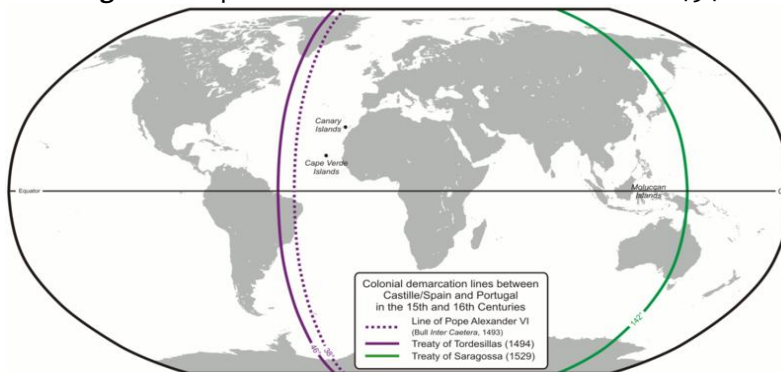 Canary
Islands
Cape Verde
Islands
Equator
Moluccan
Islands
Colonial demarcation lines between
Castille/Spain and Portugal
in the 15th and 16th Centuries
Line of Pope Alexander VI
(Bull Inter Caetera, 1493)
Treaty of Tordesillas (1494)
Treaty of Saragossa (1529)
46°
38°
142°